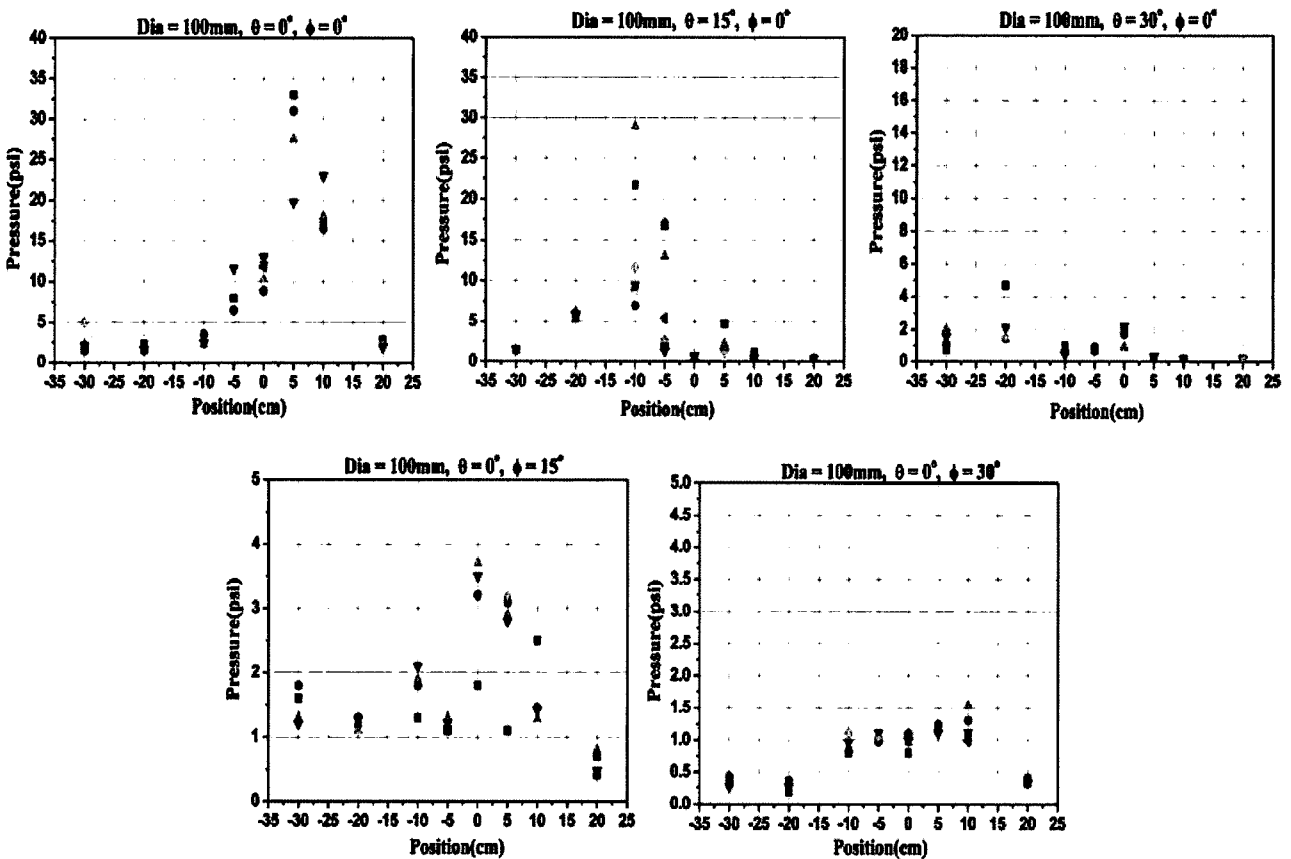 Dia = 100mm, θ = 0°, ϕ = 0°
40
35
30
25
20
15
10
5
0
Pressure(psi)
-35 -30 -25 -20 -15 -10 -5 0 5 10 15 20 25
Position(cm)
Dia = 100mm, θ = 15°, ϕ = 0°
40
35
30
25
20
15
10
5
0
Pressure(psi)
-35 -30 -25 -20 -15 -10 -5 0 5 10 15 20 25
Position(cm)
Dia = 100mm, θ = 30°, ϕ = 0°
20
18
16
14
12
10
8
6
4
2
0
Pressure(psi)
-35 -30 -25 -20 -15 -10 -5 0 5 10 15 20 25
Position(cm)
Dia = 100mm, θ = 0°, ϕ = 15°
5
4
3
2
1
0
Pressure(psi)
-35 -30 -25 -20 -15 -10 -5 0 5 10 15 20 25
Position(cm)
Dia = 100mm, θ = 0°, ϕ = 30°
5.0
4.5
4.0
3.5
3.0
2.5
2.0
1.5
1.0
0.5
0.0
Pressure(psi)
-35 -30 -25 -20 -15 -10 -5 0 5 10 15 20 25
Position(cm)